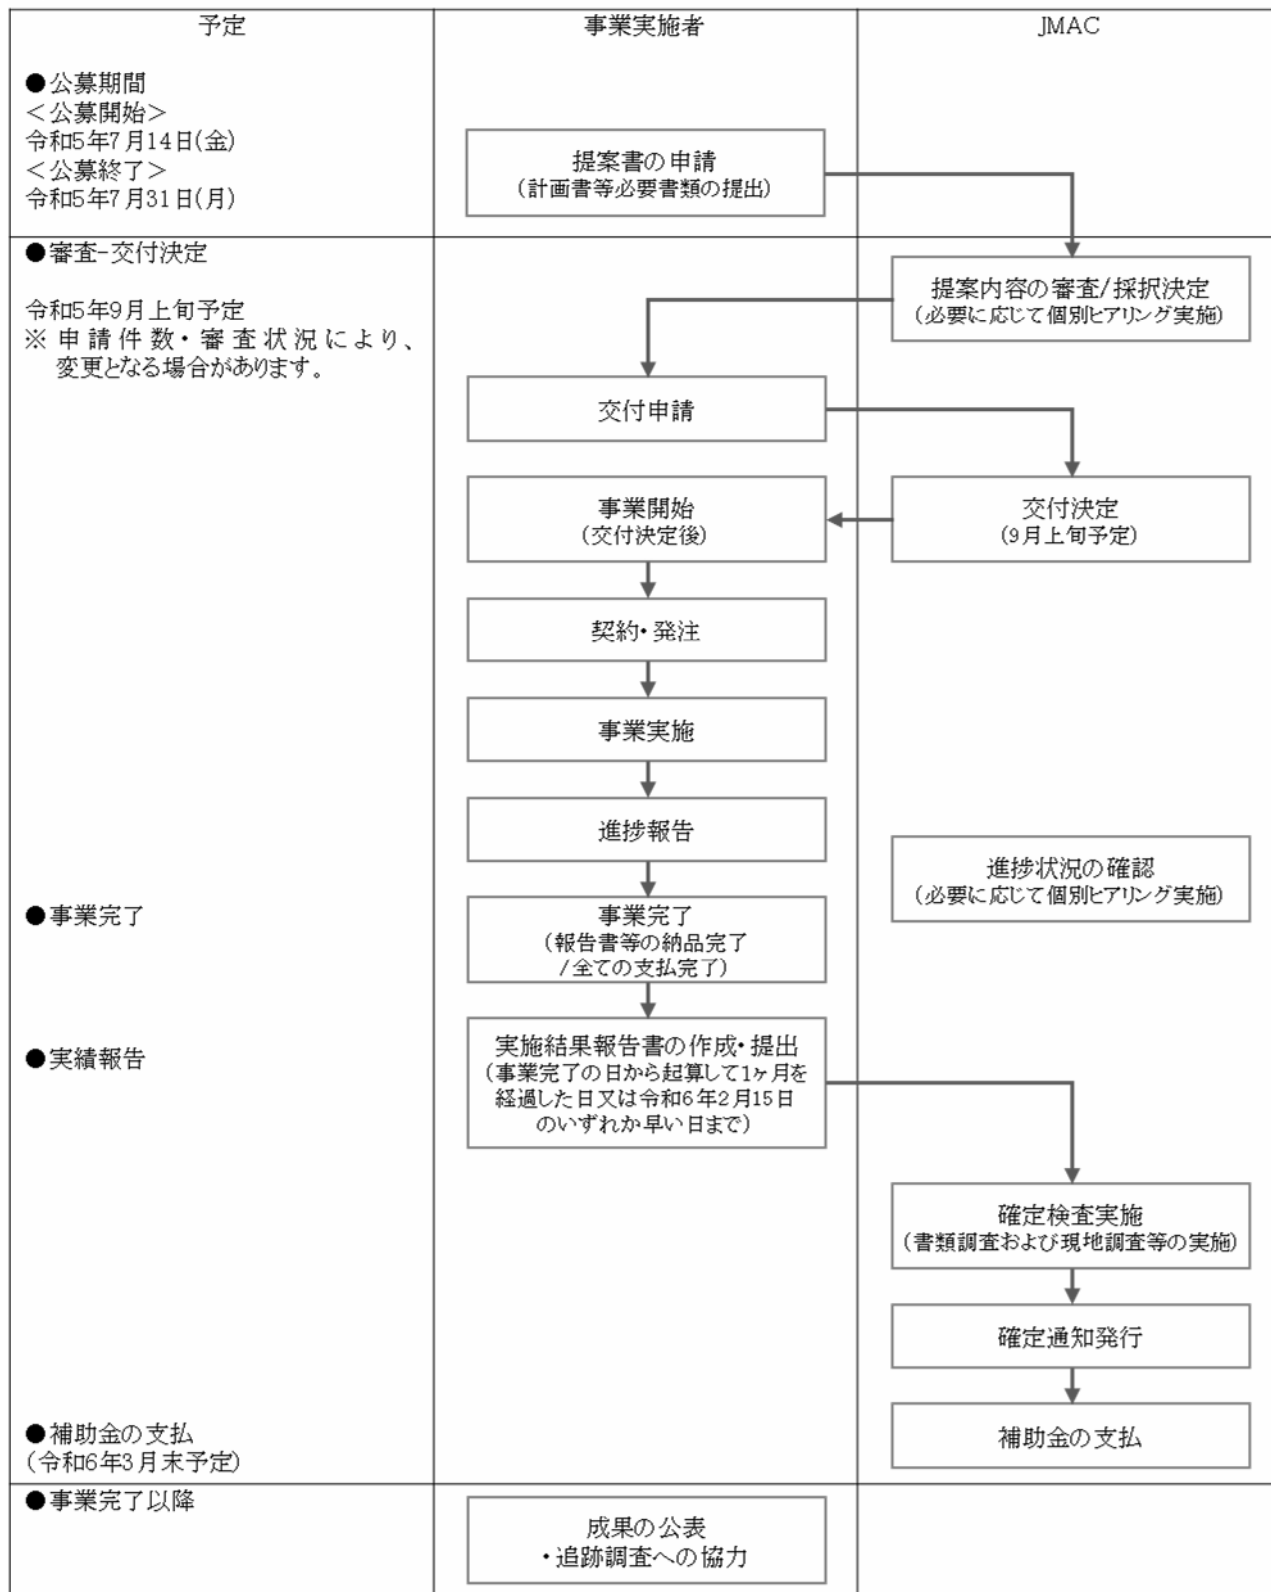 予定
事業実施者
JMAC
●公募期間
<公募開始>
令和5年7月14日(金)
<公募終了>
令和5年7月31日(月)
提案書の申請
(計画書等必要書類の提出)
●審査-交付決定
令和5年9月上旬予定
※申請件数・審査状況により、
変更となる場合があります。
提案内容の審査/採択決定
(必要に応じて個別ヒアリング実施)
交付申請
事業開始
(交付決定後)
交付決定
(9月上旬予定)
契約・発注
事業実施
進捗報告
進捗状況の確認
(必要に応じて個別ヒアリング実施)
●事業完了
事業完了
(報告書等の納品完了
/全ての支払完了)
●実績報告
実施結果報告書の作成・提出
(事業完了の日から起算して1ヶ月を
経過した日又は令和6年2月15日
のいずれか早い日まで)
確定検査実施
(書類調査および現地調査等の実施)
確定通知発行
●補助金の支払
(令和6年3月末予定)
補助金の支払
●事業完了以降
成果の公表
・追跡調査への協力